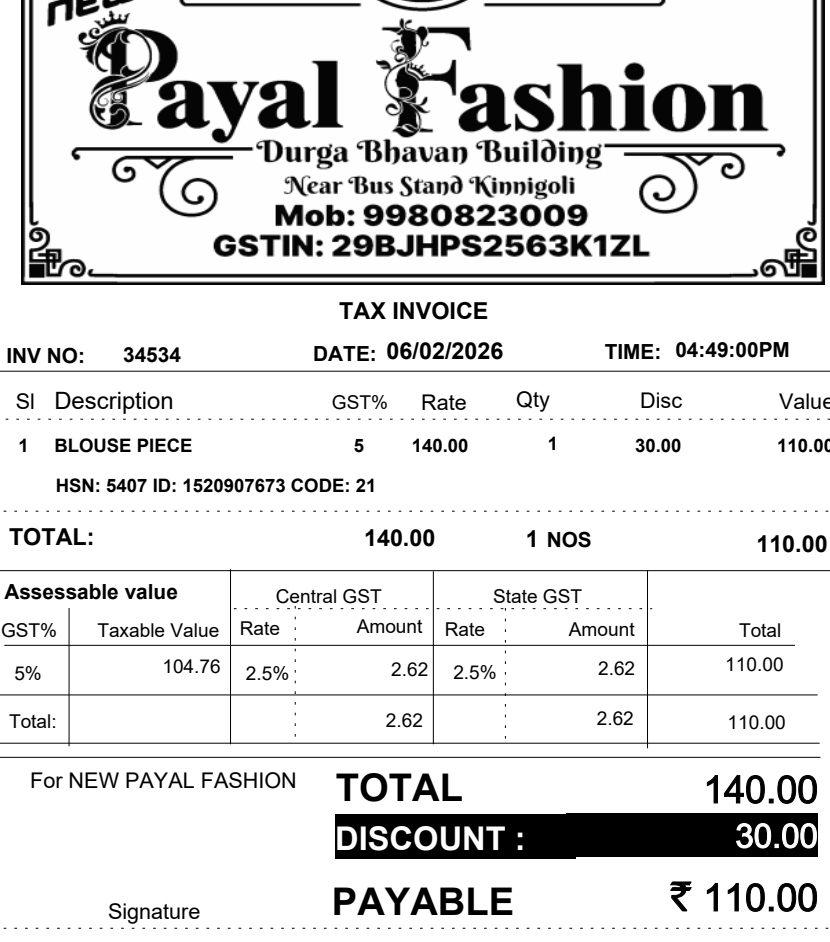 new
Payal Fashion
Durga Bhavan Building
Near Bus Stand Kinnigoli
Mob: 9980823009
GSTIN: 29BJHPS2563K1ZL
TAX INVOICE
INV NO: 34534 DATE: 06/02/2026 TIME: 04:49:00PM
Sl Description GST% Rate Qty Disc Value
1 BLOUSE PIECE 5 140.00 1 30.00 110.00
HSN: 5407 ID: 1520907673 CODE: 21
TOTAL: 140.00 1 NOS 110.00
Assessable value Central GST State GST
GST% Taxable Value Rate Amount Rate Amount Total
5% 104.76 2.5% 2.62 2.5% 2.62 110.00
Total: 2.62 2.62 110.00
For NEW PAYAL FASHION TOTAL 140.00
DISCOUNT : 30.00
Signature PAYABLE ₹ 110.00